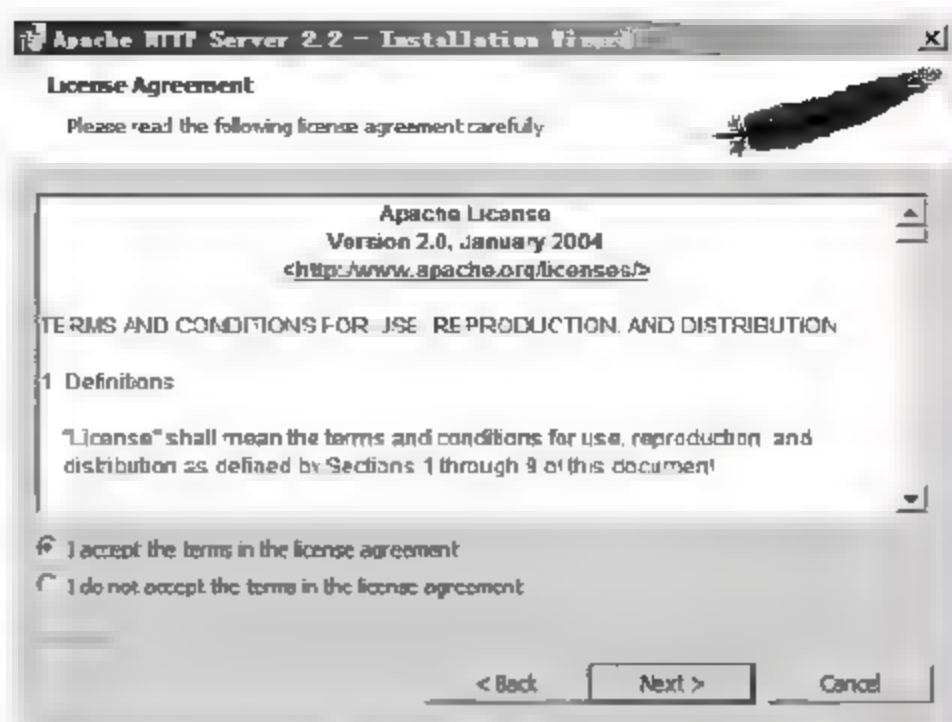 Apache HTTP Server 2.2 - Installation Wizard
License Agreement
Please read the following license agreement carefully
Apache License
Version 2.0, January 2004
<http://www.apache.org/licenses/>
TERMS AND CONDITIONS FOR USE, REPRODUCTION, AND DISTRIBUTION
1. Definitions
"License" shall mean the terms and conditions for use, reproduction, and
distribution as defined by Sections 1 through 9 of this document.
I accept the terms in the license agreement
I do not accept the terms in the license agreement
< Back
Next >
Cancel